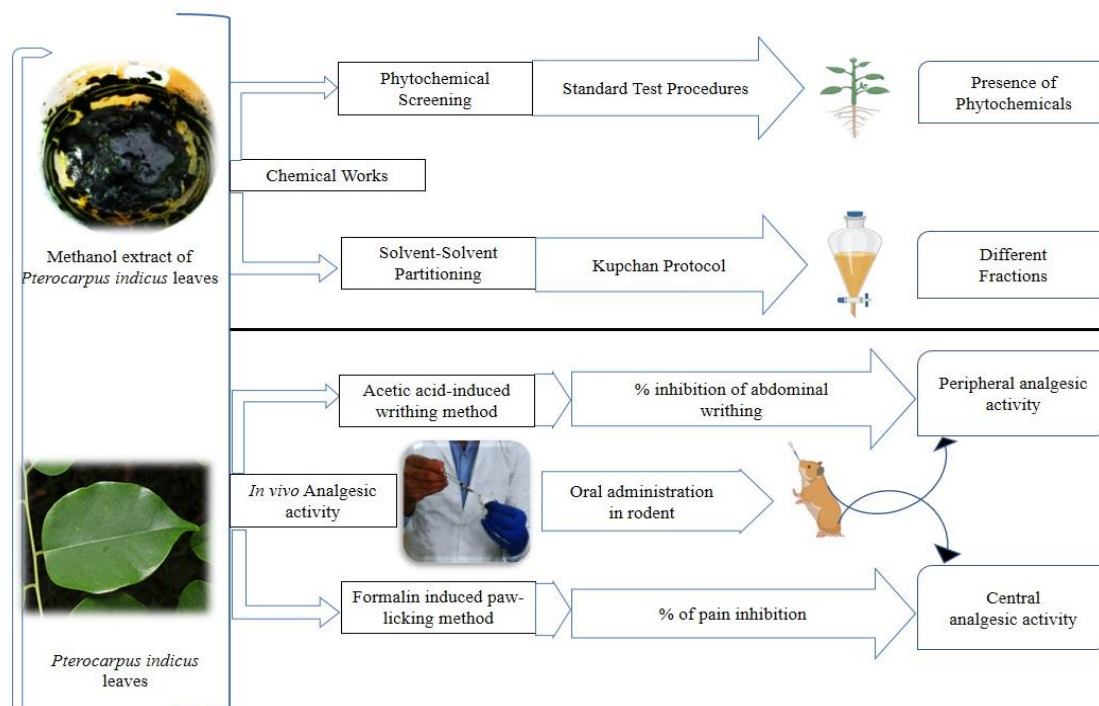 Methanol extract of
Pterocarpus indicus leaves
Pterocarpus indicus
leaves
Chemical Works
Phytochemical
Screening
Standard Test Procedures
Presence of
Phytochemicals
Solvent-Solvent
Partitioning
Kupchan Protocol
Different
Fractions
In vivo Analgesic
activity
Acetic acid-induced
writhing method
% inhibition of abdominal
writhing
Peripheral analgesic
activity
Oral administration
in rodent
Formalin induced paw-
licking method
% of pain inhibition
Central
analgesic activity